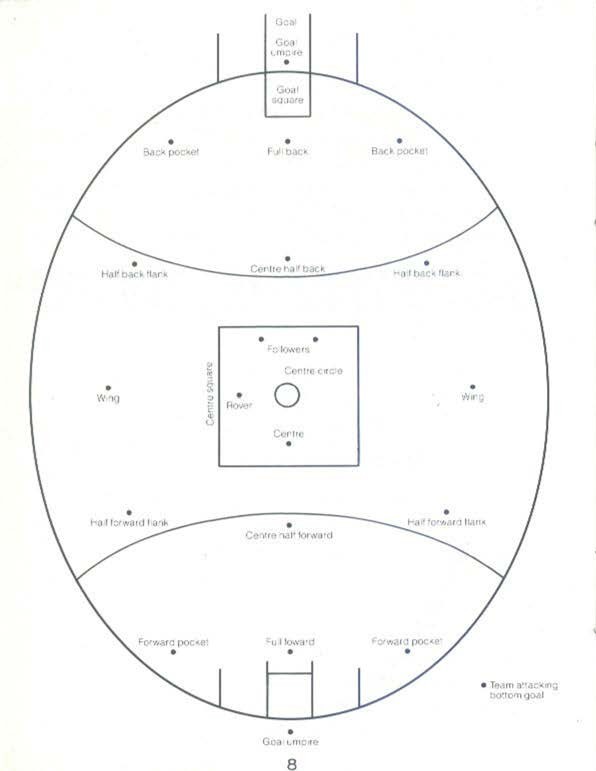 Goal
Goal
umpire
Goal
square
Back pocket
Full back
Back pocket
Half back flank
Centre half back
Half back flank
Followers
Centre circle
Centre square
Wing
Rover
Wing
Centre
Half forward flank
Half forward flank
Centre half forward
Forward pocket
Full foward
Forward pocket
Team attacking
bottom goal
Goal umpire
8